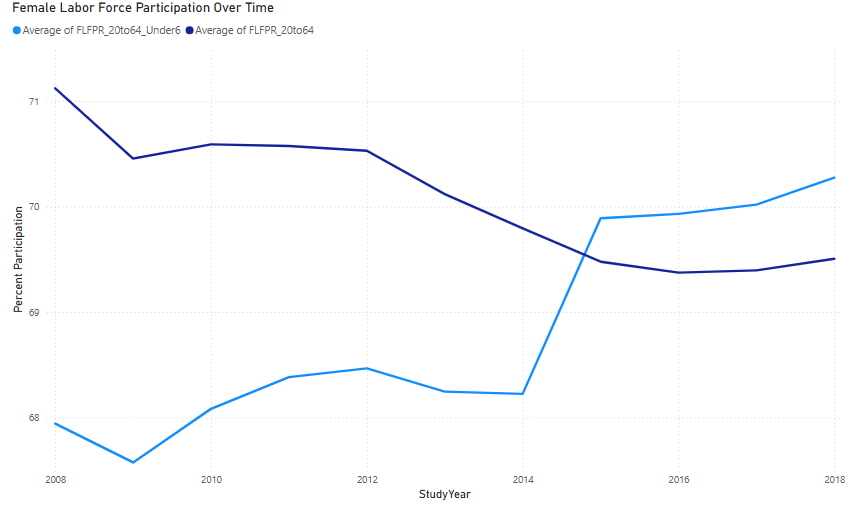 Female Labor Force Participation Over Time
Average of FLFPR_20to64_Under6 Average of FLFPR_20to64
71
70
69
68
Percent Participation
2008 2010 2012 2014 2016 2018
StudyYear